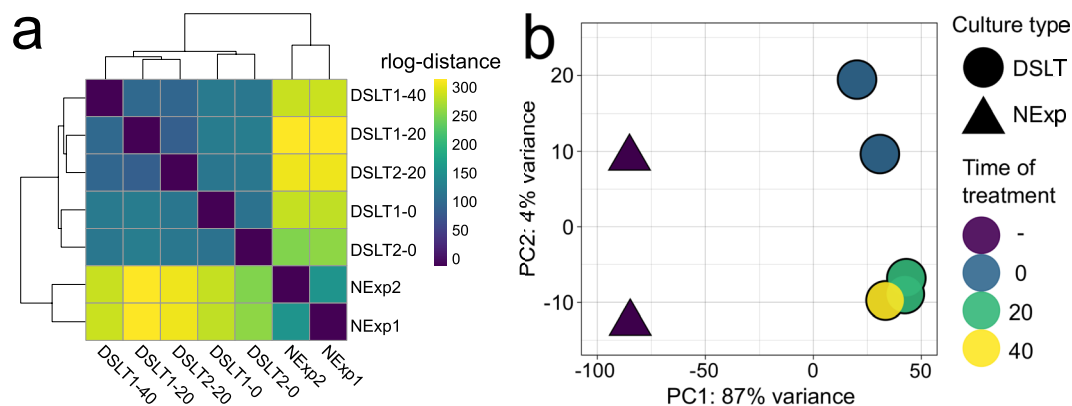 a
rlog-distance
300
250
200
150
100
50
0
DSLT1-40
DSLT1-20
DSLT2-20
DSLT1-0
DSLT2-0
NExp2
NExp1
DSLT1-40
DSLT1-20
DSLT2-20
DSLT1-0
DSLT2-0
NExp2
NExp1
b
PC2: 4% variance
20
10
0
-10
-100
-50
0
50
PC1: 87% variance
Culture type
DSLT
NExp
Time of
treatment
-
0
20
40